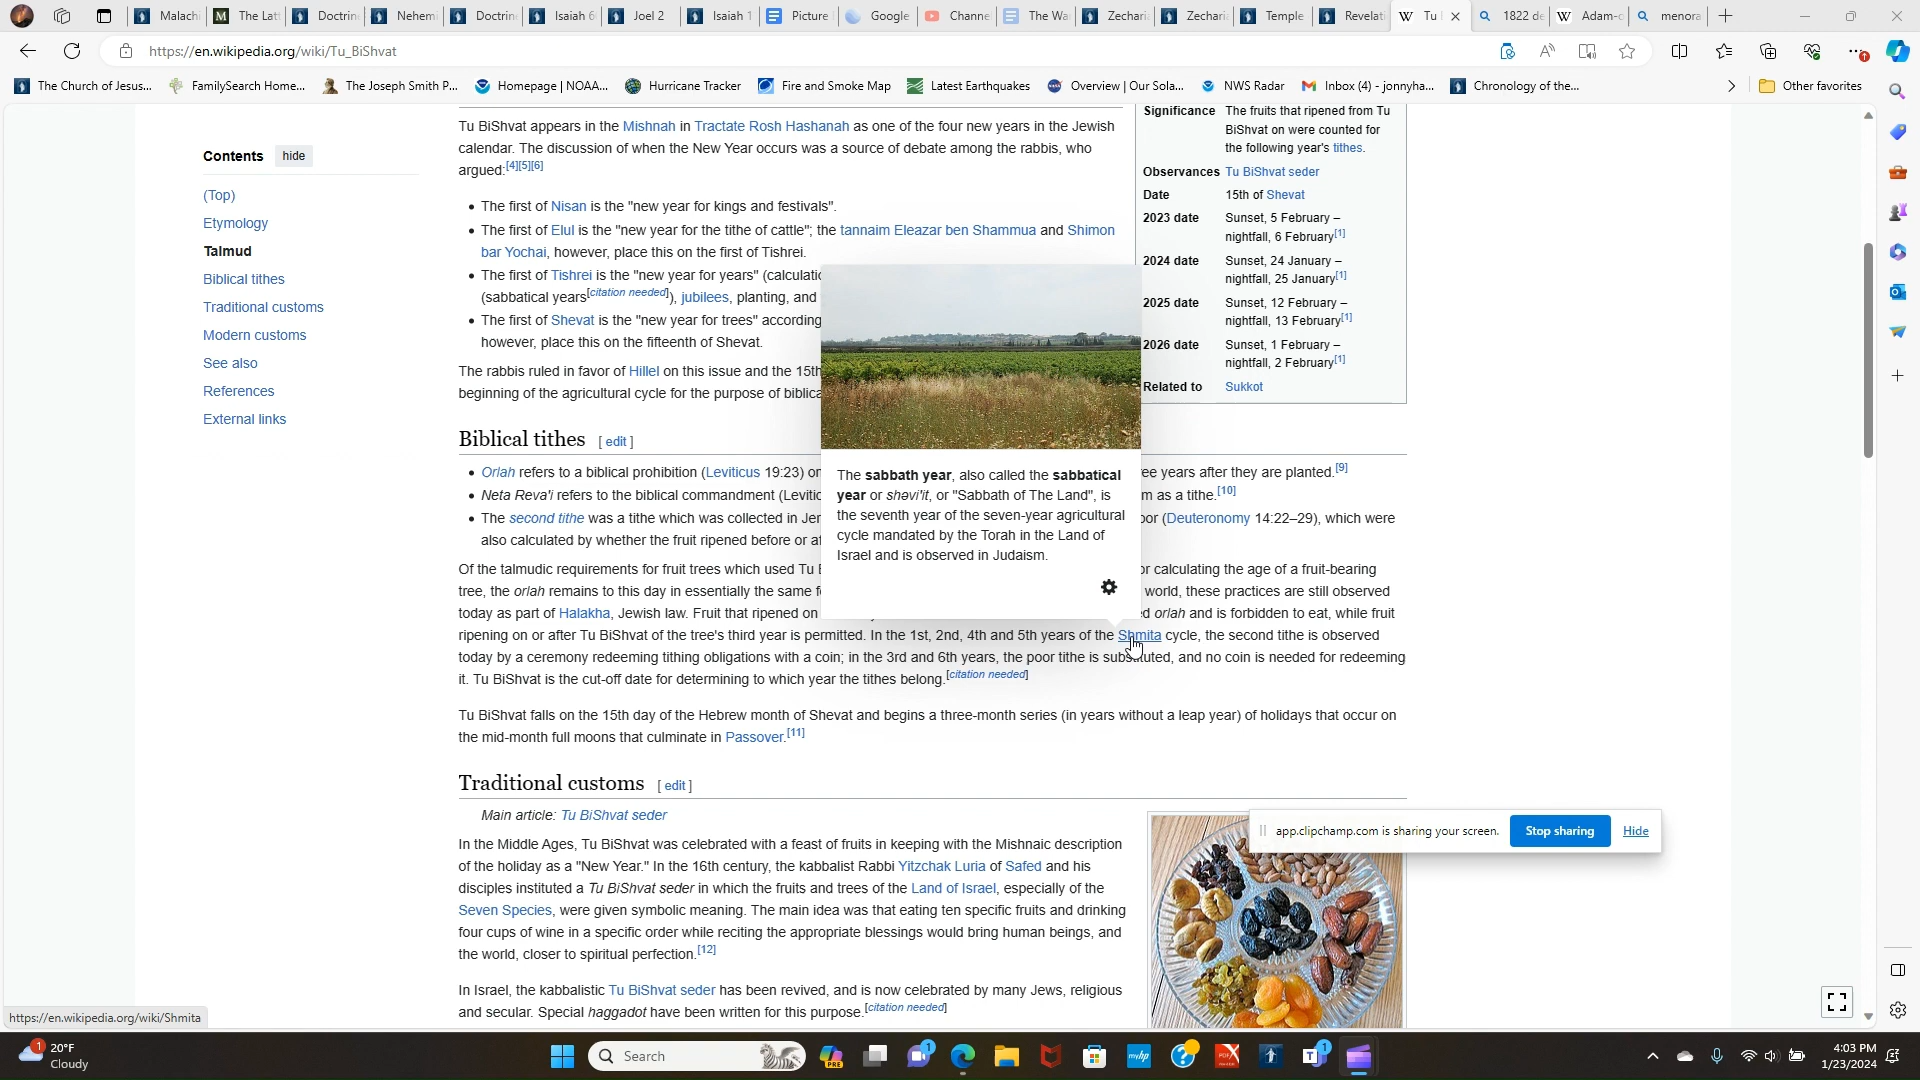 Malach
The Latt
Doctrin
Nehemi
Doctrin
Isaiah 6
Joel 2
Isaiah 1
Picture
Google
Channe
The Wa
Zechari
Zechari
Temple
Revelati
Tu
1822 de
Adam-o
menora
https://en.wikipedia.org/wiki/Tu_BiShvat
The Church of Jesus...
FamilySearch Home...
The Joseph Smith P...
Homepage | NOAA...
Hurricane Tracker
Fire and Smoke Map
Latest Earthquakes
Overview | Our Sola...
NWS Radar
Inbox (4) - jonnyha...
Chronology of the...
Other favorites
Contents hide
(Top)
Etymology
Talmud
Biblical tithes
Traditional customs
Modern customs
See also
References
External links
Tu BiShvat appears in the Mishnah in Tractate Rosh Hashanah as one of the four new years in the Jewish
calendar. The discussion of when the New Year occurs was a source of debate among the rabbis, who
argued:[4][5][6]
• The first of Nisan is the "new year for kings and festivals".
• The first of Elul is the "new year for the tithe of cattle"; the tannaim Eleazar ben Shammua and Shimon
bar Yochai, however, place this on the first of Tishrei.
• The first of Tishrei is the "new year for years" (calculatio
(sabbatical years[citation needed]), jubilees, planting, and
• The first of Shevat is the "new year for trees" according
however, place this on the fifteenth of Shevat.
The rabbis ruled in favor of Hillel on this issue and the 15th
beginning of the agricultural cycle for the purpose of biblica
Significance The fruits that ripened from Tu
BiShvat on were counted for
the following year's tithes.
Observances Tu BiShvat seder
Date 15th of Shevat
2023 date Sunset, 5 February –
nightfall, 6 February[1]
2024 date Sunset, 24 January –
nightfall, 25 January[1]
2025 date Sunset, 12 February –
nightfall, 13 February[1]
2026 date Sunset, 1 February –
nightfall, 2 February[1]
Related to Sukkot
Biblical tithes [ edit ]
• Orlah refers to a biblical prohibition (Leviticus 19:23) on ee years after they are planted.[9]
• Neta Reva'i refers to the biblical commandment (Levitic m as a tithe.[10]
• The second tithe was a tithe which was collected in Jer oor (Deuteronomy 14:22–29), which were
also calculated by whether the fruit ripened before or af
The sabbath year, also called the sabbatical
year or shəvi'it, or "Sabbath of The Land", is
the seventh year of the seven-year agricultural
cycle mandated by the Torah in the Land of
Israel and is observed in Judaism.
Of the talmudic requirements for fruit trees which used Tu B or calculating the age of a fruit-bearing
tree, the orlah remains to this day in essentially the same f world, these practices are still observed
today as part of Halakha, Jewish law. Fruit that ripened on ed orlah and is forbidden to eat, while fruit
ripening on or after Tu BiShvat of the tree's third year is permitted. In the 1st, 2nd, 4th and 5th years of the Shmita cycle, the second tithe is observed
today by a ceremony redeeming tithing obligations with a coin; in the 3rd and 6th years, the poor tithe is substituted, and no coin is needed for redeeming
it. Tu BiShvat is the cut-off date for determining to which year the tithes belong.[citation needed]
Tu BiShvat falls on the 15th day of the Hebrew month of Shevat and begins a three-month series (in years without a leap year) of holidays that occur on
the mid-month full moons that culminate in Passover.[11]
Traditional customs [ edit ]
Main article: Tu BiShvat seder
In the Middle Ages, Tu BiShvat was celebrated with a feast of fruits in keeping with the Mishnaic description
of the holiday as a "New Year." In the 16th century, the kabbalist Rabbi Yitzchak Luria of Safed and his
disciples instituted a Tu BiShvat seder in which the fruits and trees of the Land of Israel, especially of the
Seven Species, were given symbolic meaning. The main idea was that eating ten specific fruits and drinking
four cups of wine in a specific order while reciting the appropriate blessings would bring human beings, and
the world, closer to spiritual perfection.[12]
In Israel, the kabbalistic Tu BiShvat seder has been revived, and is now celebrated by many Jews, religious
and secular. Special haggadot have been written for this purpose.[citation needed]
app.clipchamp.com is sharing your screen. Stop sharing Hide
https://en.wikipedia.org/wiki/Shmita
1
20°F
Cloudy
Search
PRE
1
myhp
1
4:03 PM
1/23/2024